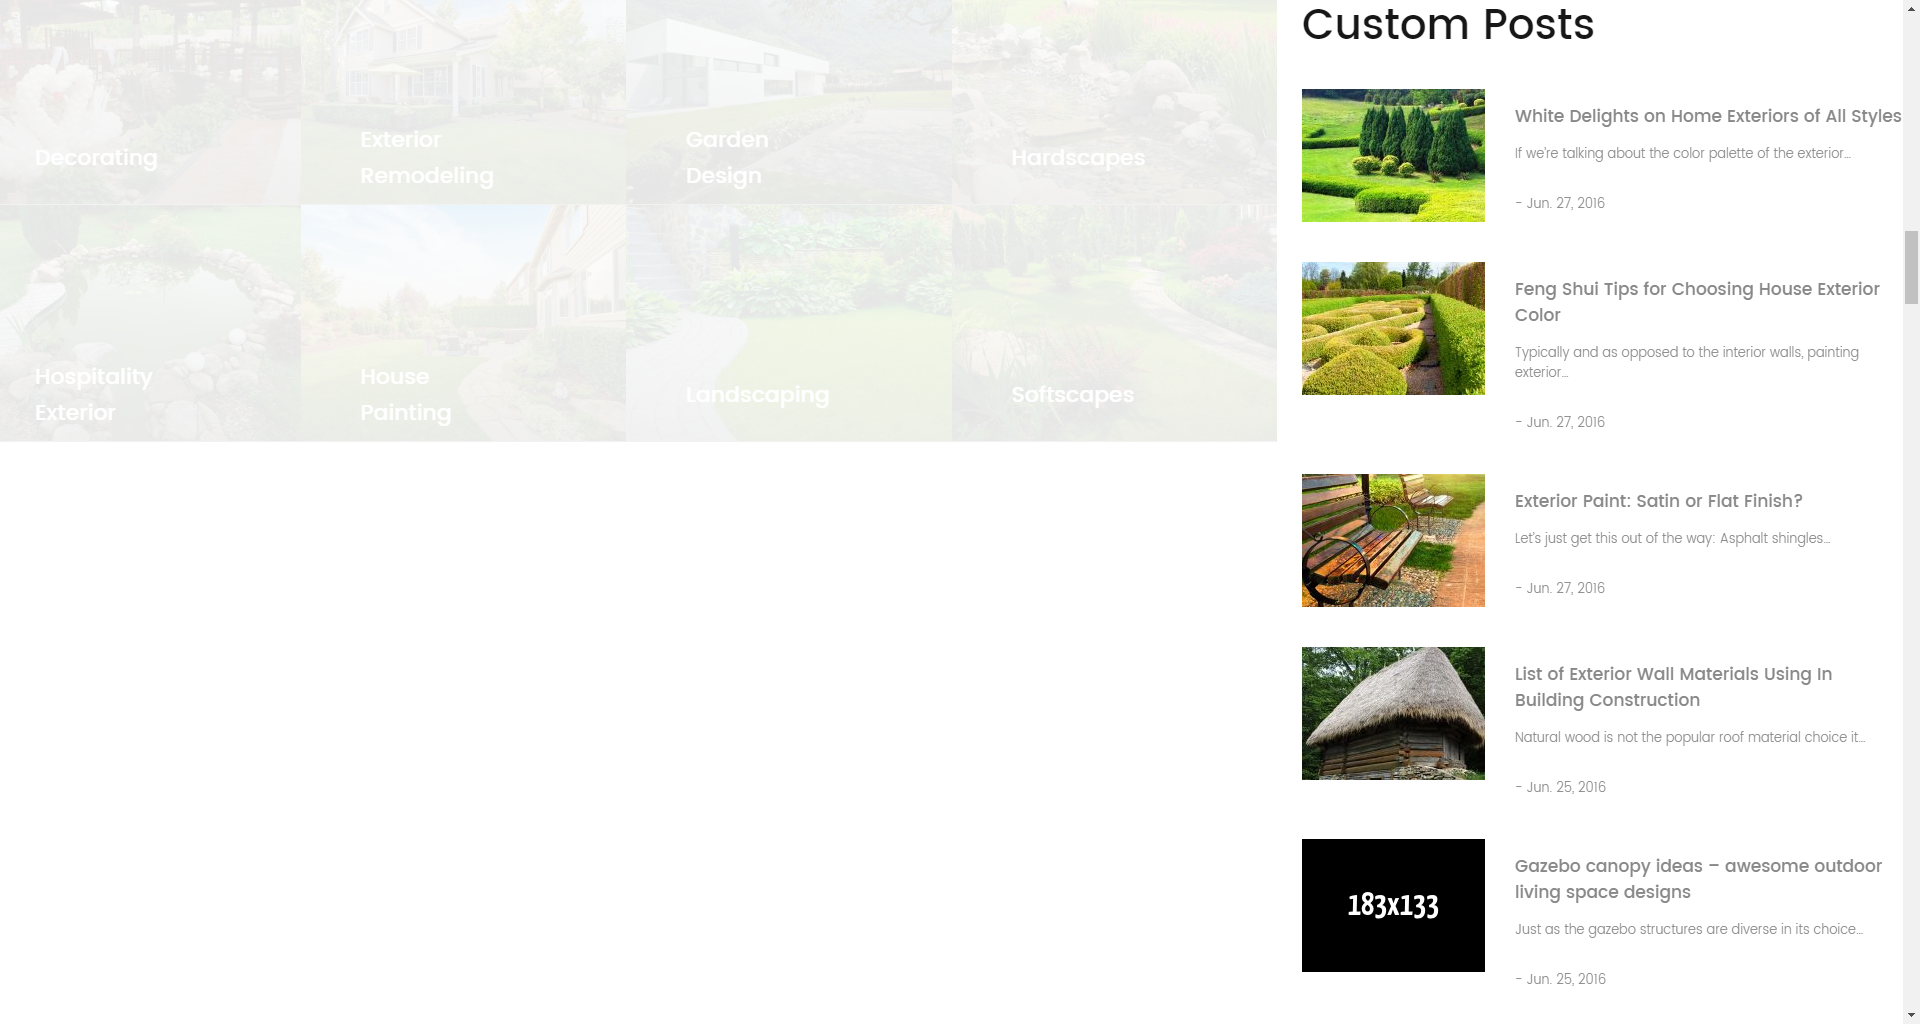 Decorating
Exterior
Remodeling
Garden
Design
Hardscapes
Hospitality
Exterior
House
Painting
Landscaping
Softscapes
Custom Posts
White Delights on Home Exteriors of All Styles
If we're talking about the color palette of the exterior...
- Jun. 27, 2016
Feng Shui Tips for Choosing House Exterior
Color
Typically and as opposed to the interior walls, painting
exterior...
- Jun. 27, 2016
Exterior Paint: Satin or Flat Finish?
Let's just get this out of the way: Asphalt shingles...
- Jun. 27, 2016
List of Exterior Wall Materials Using In
Building Construction
Natural wood is not the popular roof material choice it...
- Jun. 25, 2016
183x133
Gazebo canopy ideas – awesome outdoor
living space designs
Just as the gazebo structures are diverse in its choice...
- Jun. 25, 2016